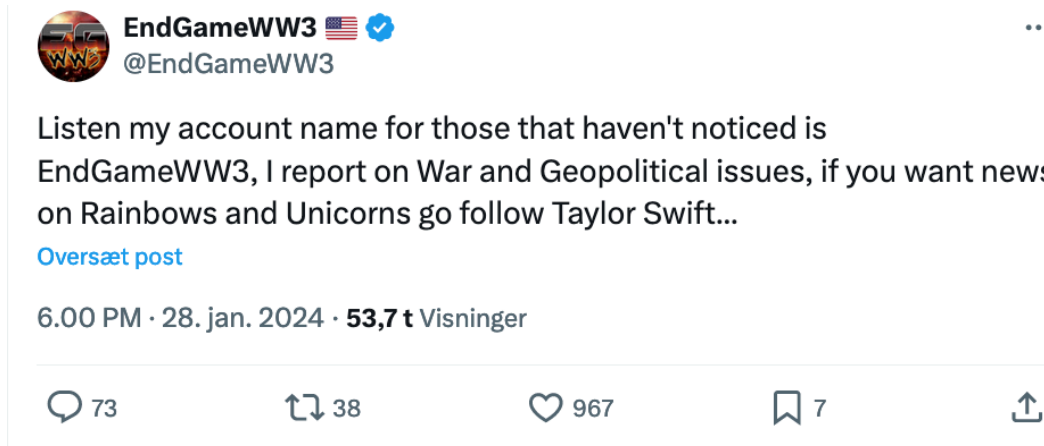 EndGameWW3
@EndGameWW3
Listen my account name for those that haven't noticed is
EndGameWW3, I report on War and Geopolitical issues, if you want news
on Rainbows and Unicorns go follow Taylor Swift...
Oversæt post
6.00 PM · 28. jan. 2024 · 53,7 t Visninger
73 38 967 7